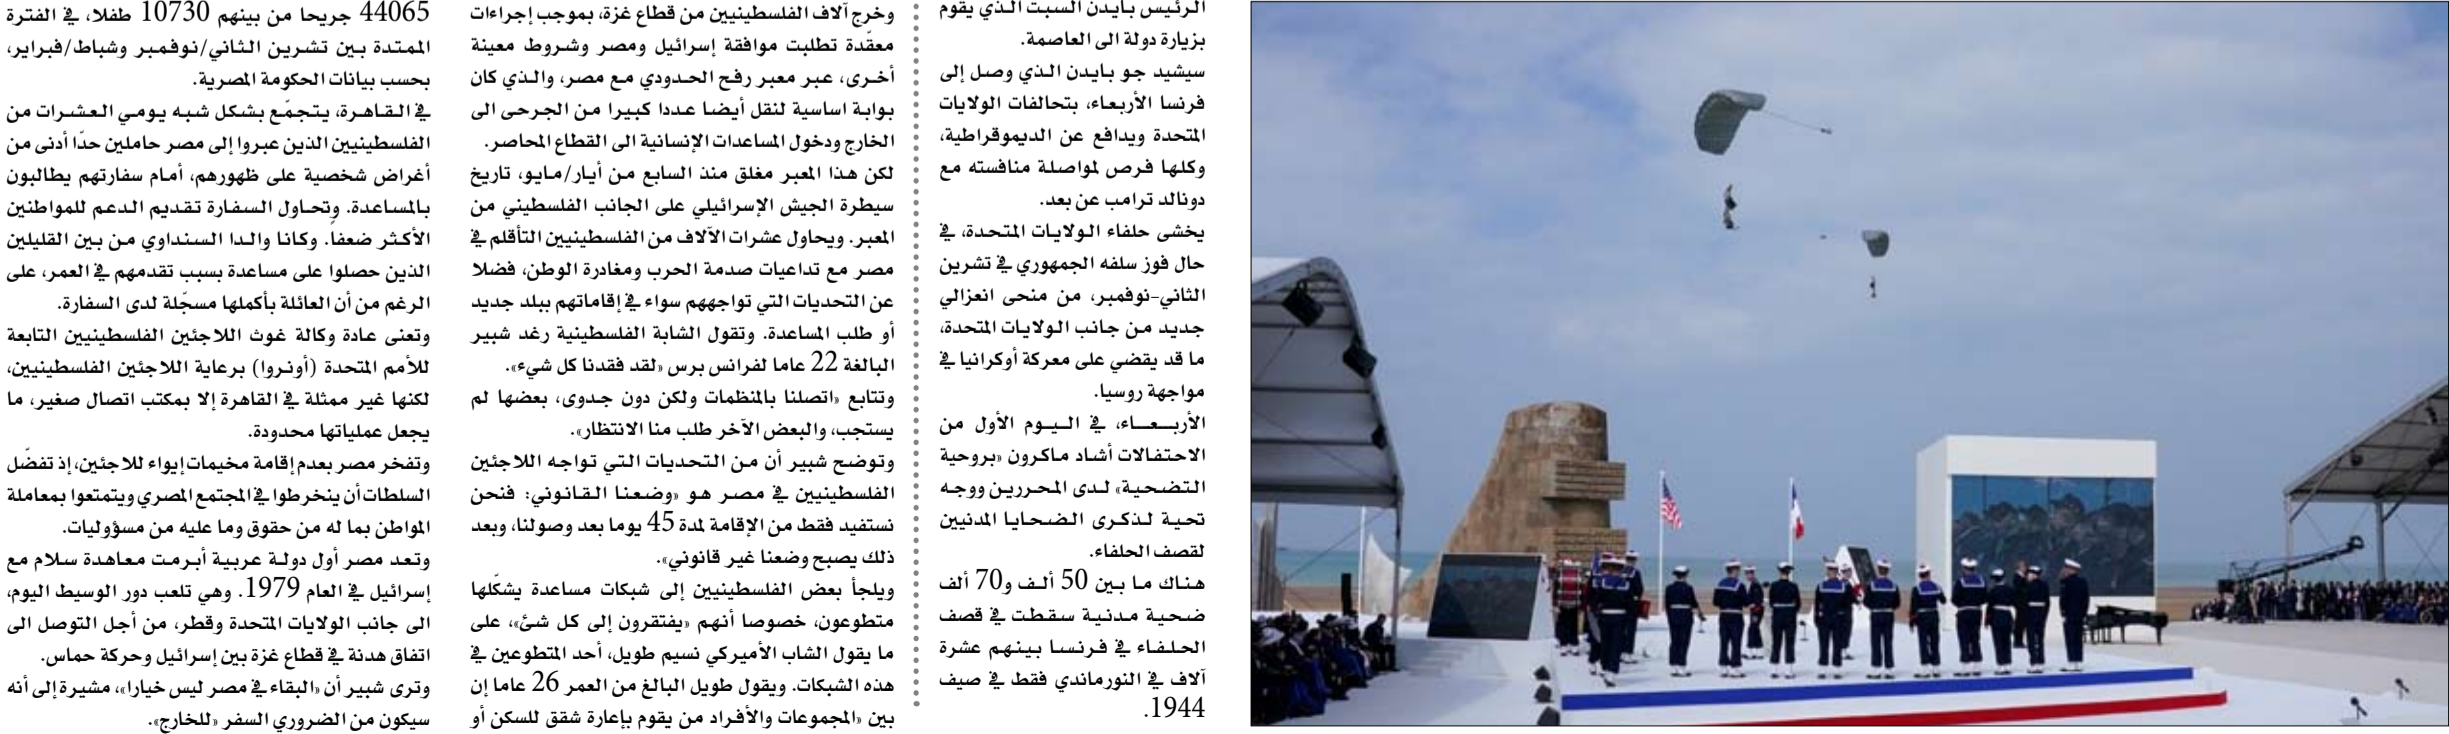 الرئيس بايدن السبت الذي يقوم
بزيارة دولة الى العاصمة.
سيشيد جو بايدن الذي وصل إلى
فرنسا الأربعاء، بتحالفات الولايات
المتحدة ويدافع عن الديموقراطية،
وكلها فرص لمواصلة منافسته مع
دونالد ترامب عن بعد.
يخشى حلفاء الولايات المتحدة، في
حال فوز سلفه الجمهوري في تشرين
الثاني-نوفمبر، من منحى انعزالي
جديد من جانب الولايات المتحدة،
ما قد يقضي على معركة أوكرانيا في
مواجهة روسيا.
الأربعاء، في اليوم الأول من
الاحتفالات أشاد ماكرون «بروحية
التضحية» لدى المحررين ووجه
تحية لذكرى الضحايا المدنيين
لقصف الحلفاء.
هناك ما بين 50 ألف و70 ألف
ضحية مدنية سقطت في قصف
الحلفاء في فرنسا بينهم عشرة
آلاف في النورماندي فقط في صيف
1944.
وخرج آلاف الفلسطينيين من قطاع غزة، بموجب إجراءات
معقّدة تطلبت موافقة إسرائيل ومصر وشروط معينة
أخرى، عبر معبر رفح الحدودي مع مصر، والذي كان
بوابة اساسية لنقل أيضا عددا كبيرا من الجرحى الى
الخارج ودخول المساعدات الإنسانية الى القطاع المحاصر.
لكن هذا المعبر مغلق منذ السابع من أيار/مايو، تاريخ
سيطرة الجيش الإسرائيلي على الجانب الفلسطيني من
المعبر. ويحاول عشرات الآلاف من الفلسطينيين التأقلم في
مصر مع تداعيات صدمة الحرب ومغادرة الوطن، فضلا
عن التحديات التي تواجههم سواء في إقاماتهم ببلد جديد
أو طلب المساعدة. وتقول الشابة الفلسطينية رغد شبير
البالغة 22 عاما لفرانس برس «لقد فقدنا كل شيء».
وتتابع «اتصلنا بالمنظمات ولكن دون جدوى، بعضها لم
يستجب، والبعض الآخر طلب منا الانتظار».
وتوضح شبير أن من التحديات التي تواجه اللاجئين
الفلسطينيين في مصر هو «وضعنا القانوني؛ فنحن
نستفيد فقط من الإقامة لمدة 45 يوما بعد وصولنا، وبعد
ذلك يصبح وضعنا غير قانوني».
ويلجأ بعض الفلسطينيين إلى شبكات مساعدة يشكّلها
متطوعون، خصوصا أنهم «يفتقرون إلى كل شئ»، على
ما يقول الشاب الأميركي نسيم طويل، أحد المتطوعين في
هذه الشبكات. ويقول طويل البالغ من العمر 26 عاما إن
بين «المجموعات والأفراد من يقوم بإعارة شقق للسكن أو
44065 جريحا من بينهم 10730 طفلا، في الفترة
الممتدة بين تشرين الثاني/نوفمبر وشباط/فبراير،
بحسب بيانات الحكومة المصرية.
في القاهرة، يتجمّع بشكل شبه يومي العشرات من
الفلسطينيين الذين عبروا إلى مصر حاملين حدّا أدنى من
أغراض شخصية على ظهورهم، أمام سفارتهم يطالبون
بالمساعدة. وتحاول السفارة تقديم الدعم للمواطنين
الأكثر ضعفاً. وكانا والدا السنداوي من بين القليلين
الذين حصلوا على مساعدة بسبب تقدمهم في العمر، على
الرغم من أن العائلة بأكملها مسجّلة لدى السفارة.
وتعنى عادة وكالة غوث اللاجئين الفلسطينيين التابعة
للأمم المتحدة (أونروا) برعاية اللاجئين الفلسطينيين،
لكنها غير ممثلة في القاهرة إلا بمكتب اتصال صغير، ما
يجعل عملياتها محدودة.
وتفخر مصر بعدم إقامة مخيمات إيواء للاجئين، إذ تفضّل
السلطات أن ينخرطوا في المجتمع المصري ويتمتعوا بمعاملة
المواطن بما له من حقوق وما عليه من مسؤوليات.
وتعد مصر أول دولة عربية أبرمت معاهدة سلام مع
إسرائيل في العام 1979. وهي تلعب دور الوسيط اليوم،
الى جانب الولايات المتحدة وقطر، من أجل التوصل الى
اتفاق هدنة في قطاع غزة بين إسرائيل وحركة حماس.
وترى شبير أن «البقاء في مصر ليس خيارا»، مشيرة إلى أنه
سيكون من الضروري السفر «للخارج».